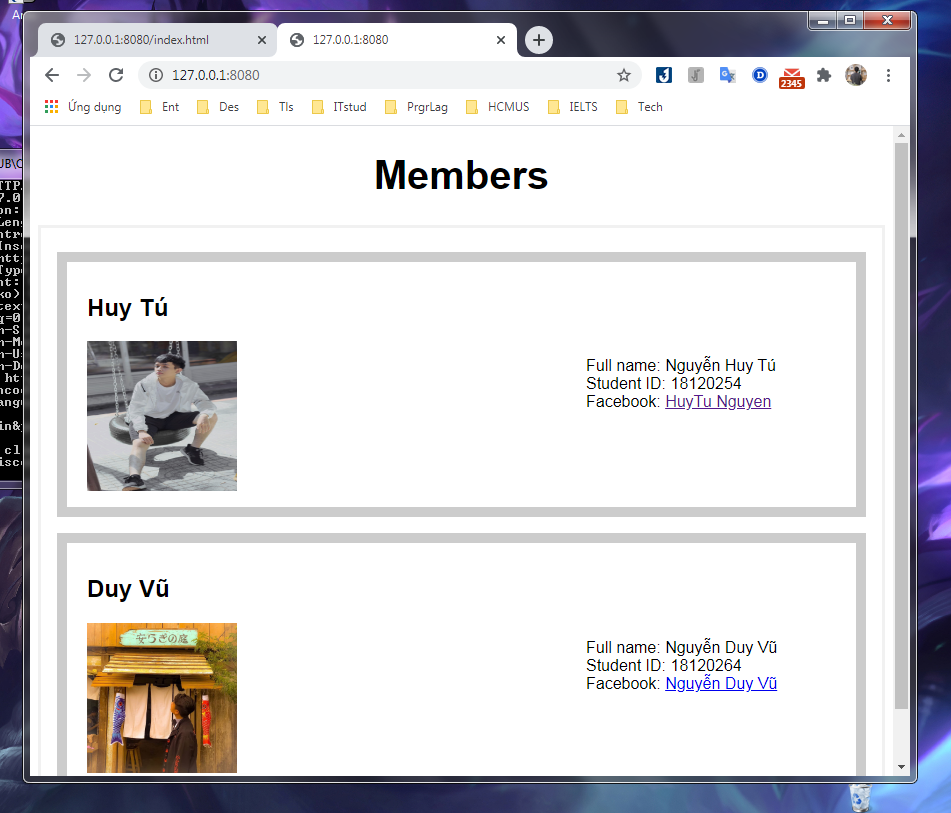 127.0.0.1:8080/index.html
127.0.0.1:8080
127.0.0.1:8080
2345
Ứng dụng
Ent
Des
Tls
ITstud
PrgrLag
HCMUS
IELTS
Tech
Members
Huy Tú
Full name: Nguyễn Huy Tú
Student ID: 18120254
Facebook: HuyTu Nguyen
Duy Vũ
Full name: Nguyễn Duy Vũ
Student ID: 18120264
Facebook: Nguyễn Duy Vũ